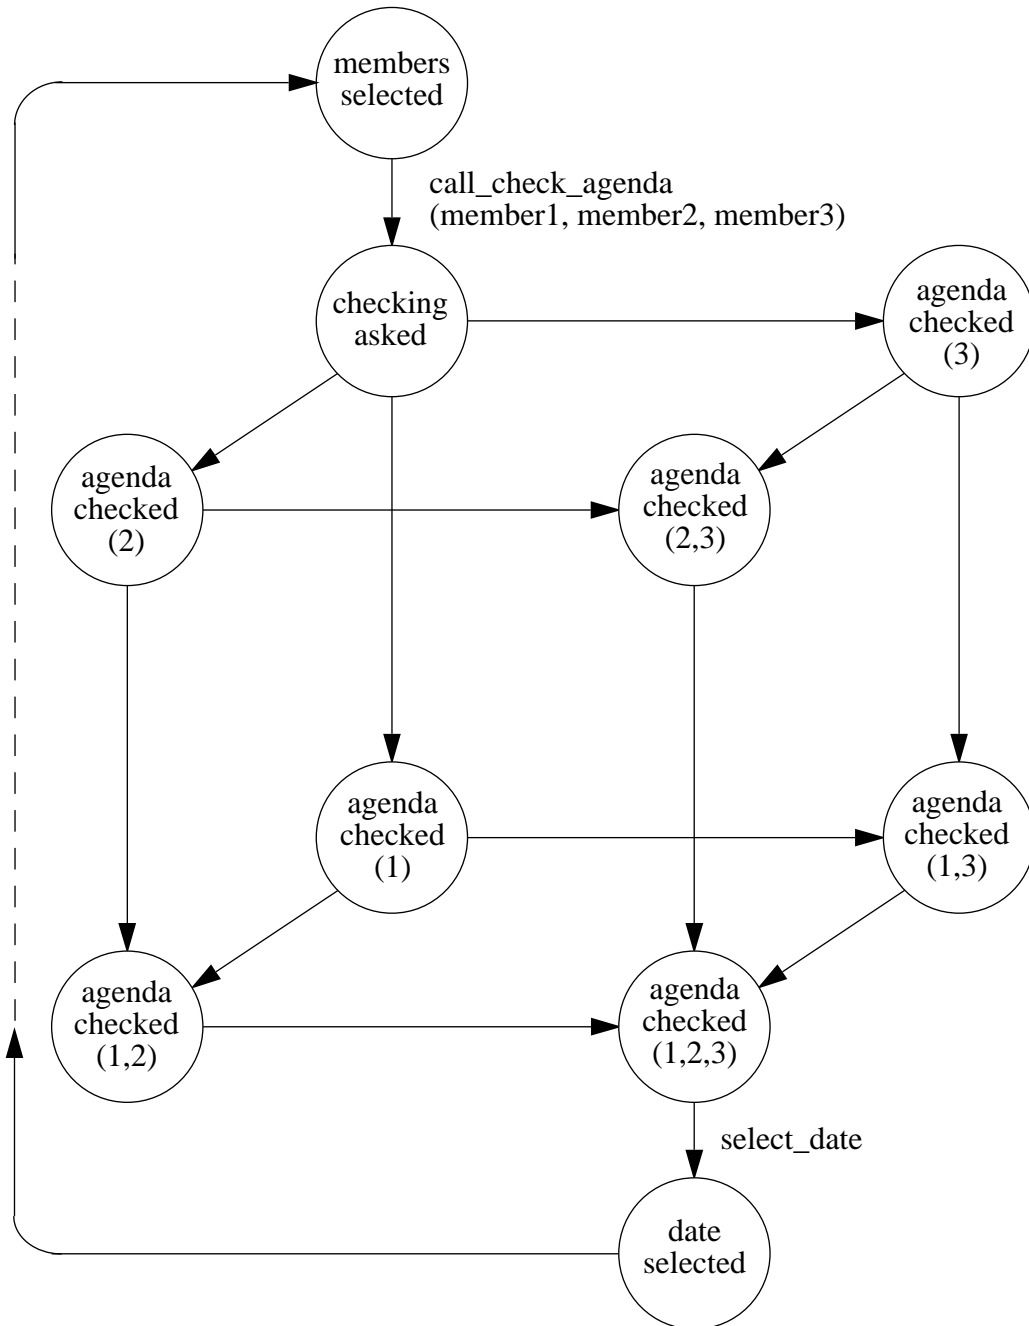 members
selected
call_check_agenda
(member1, member2, member3)
checking
asked
agenda
checked
(3)
agenda
checked
(2)
agenda
checked
(2,3)
agenda
checked
(1)
agenda
checked
(1,3)
agenda
checked
(1,2)
agenda
checked
(1,2,3)
select_date
date
selected